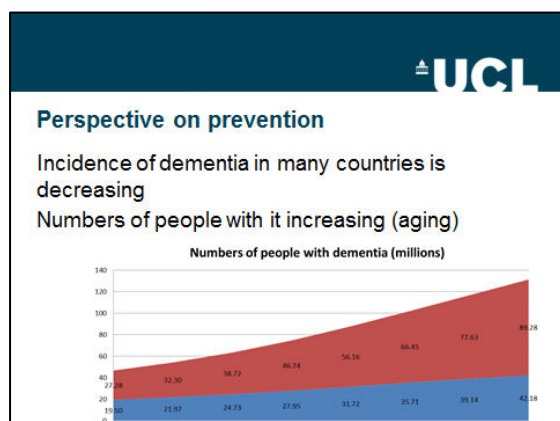 UCL
Perspective on prevention
Incidence of dementia in many countries is
decreasing
Numbers of people with it increasing (aging)
Numbers of people with dementia (millions)
140
120
100
80
60
40
20
0
27.28 32.30 38.72 46.74 56.16 66.45 77.63 89.28
19.50 21.97 24.73 27.95 31.72 35.71 39.14 42.18